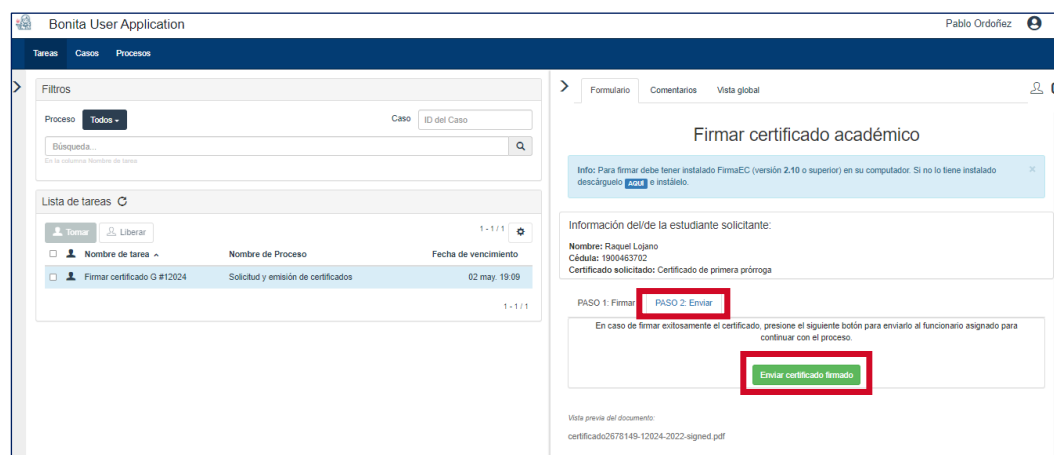 Bonita User Application
Pablo Ordoñez
Tareas Casos Procesos
Filtros
Proceso Todos Caso ID del Caso
Búsqueda...
En la columna Nombre de tarea
Lista de tareas
Tomar Liberar 1 - 1 / 1
Nombre de tarea Nombre de Proceso Fecha de vencimiento
Firmar certificado G #12024 Solicitud y emisión de certificados 02 may. 19:09
1 - 1 / 1
Formulario Comentarios Vista global
Firmar certificado académico
Info: Para firmar debe tener instalado FirmaEC (versión 2.10 o superior) en su computador. Si no lo tiene instalado
descárguelo AQUÍ e instálelo.
Información del/de la estudiante solicitante:
Nombre: Raquel Lojano
Cédula: 1900463702
Certificado solicitado: Certificado de primera prórroga
PASO 1: Firmar PASO 2: Enviar
En caso de firmar exitosamente el certificado, presione el siguiente botón para enviarlo al funcionario asignado para
continuar con el proceso.
Enviar certificado firmado
Vista previa del documento:
certificado2678149-12024-2022-signed.pdf